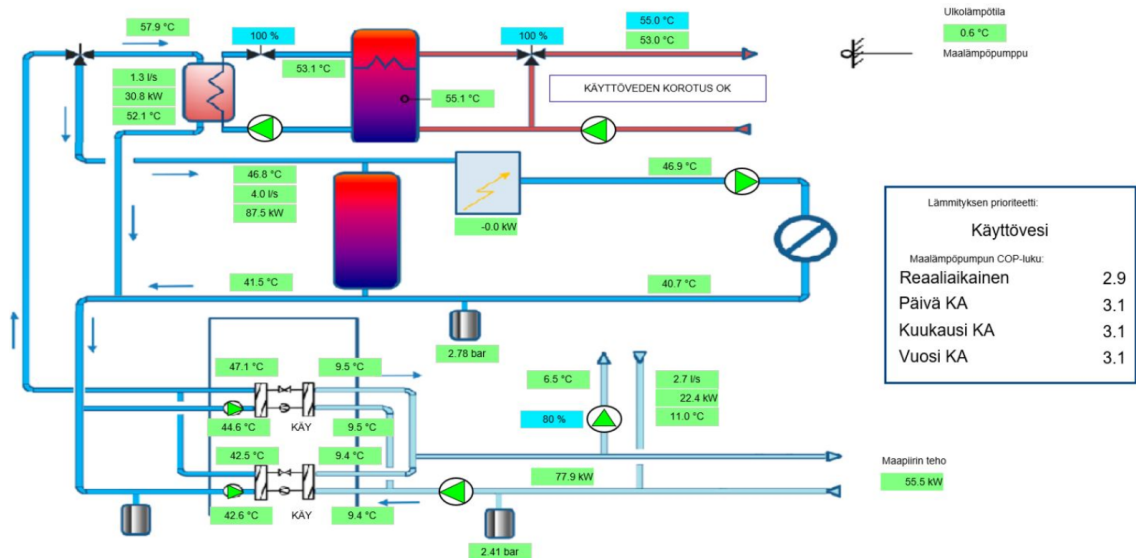 Ulkolämpötila
0.6 °C
Maalämpöpumppu
57.9 °C
100 %
53.1 °C
55.0 °C
53.0 °C
100 %
1.3 l/s
30.8 kW
52.1 °C
55.1 °C
KÄYTTÖVEDEN KOROTUS OK
46.8 °C
4.0 l/s
87.5 kW
46.9 °C
-0.0 kW
41.5 °C
40.7 °C
2.78 bar
Lämmityksen prioriteetti:
Käyttövesi
Maalämpöpumpun COP-luku:
Reaaliaikainen 2.9
Päivä KA 3.1
Kuukausi KA 3.1
Vuosi KA 3.1
47.1 °C
9.5 °C
44.6 °C
KÄY
9.5 °C
42.5 °C
9.4 °C
42.6 °C
KÄY
9.4 °C
6.5 °C
80 %
2.7 l/s
22.4 kW
11.0 °C
77.9 kW
2.41 bar
Maapiirin teho
55.5 kW